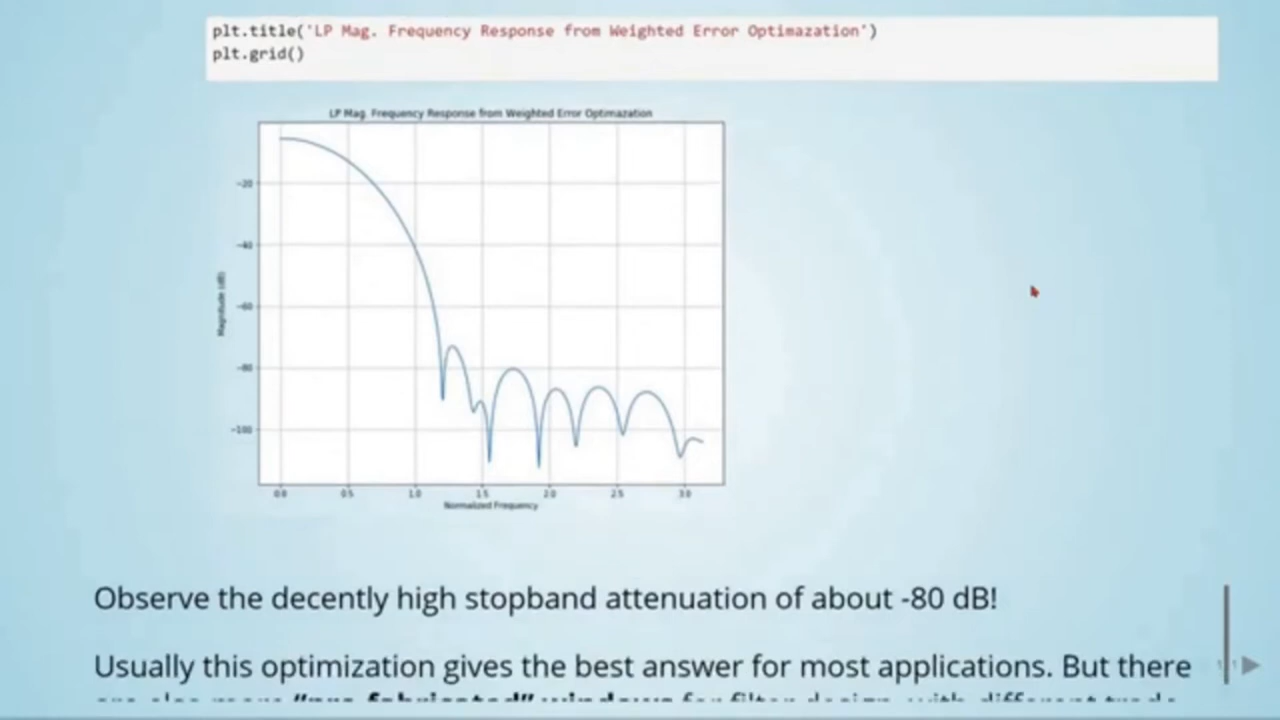 plt.title('LP Mag. Frequency Response from Weighted Error Optimazation')
plt.grid()
LP Mag. Frequency Response from Weighted Error Optimazation
-20
-40
-60
-80
-100
Magnitude (dB)
0.0 0.5 1.0 1.5 2.0 2.5 3.0
Normalized Frequency
Observe the decently high stopband attenuation of about -80 dB!
Usually this optimization gives the best answer for most applications. But there